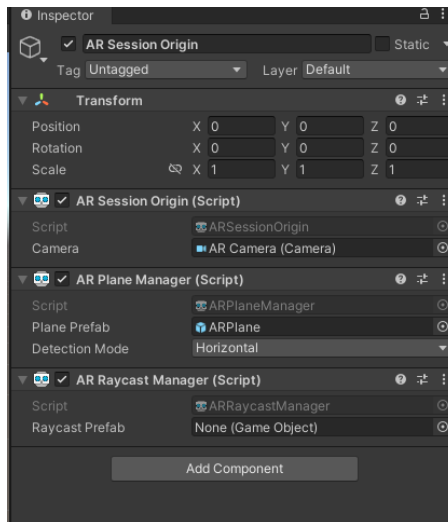 Inspector
AR Session Origin Static
Tag Untagged Layer Default
Transform
Position X 0 Y 0 Z 0
Rotation X 0 Y 0 Z 0
Scale X 1 Y 1 Z 1
AR Session Origin (Script)
Script ARSessionOrigin
Camera AR Camera (Camera)
AR Plane Manager (Script)
Script ARPlaneManager
Plane Prefab ARPlane
Detection Mode Horizontal
AR Raycast Manager (Script)
Script ARRaycastManager
Raycast Prefab None (Game Object)
Add Component